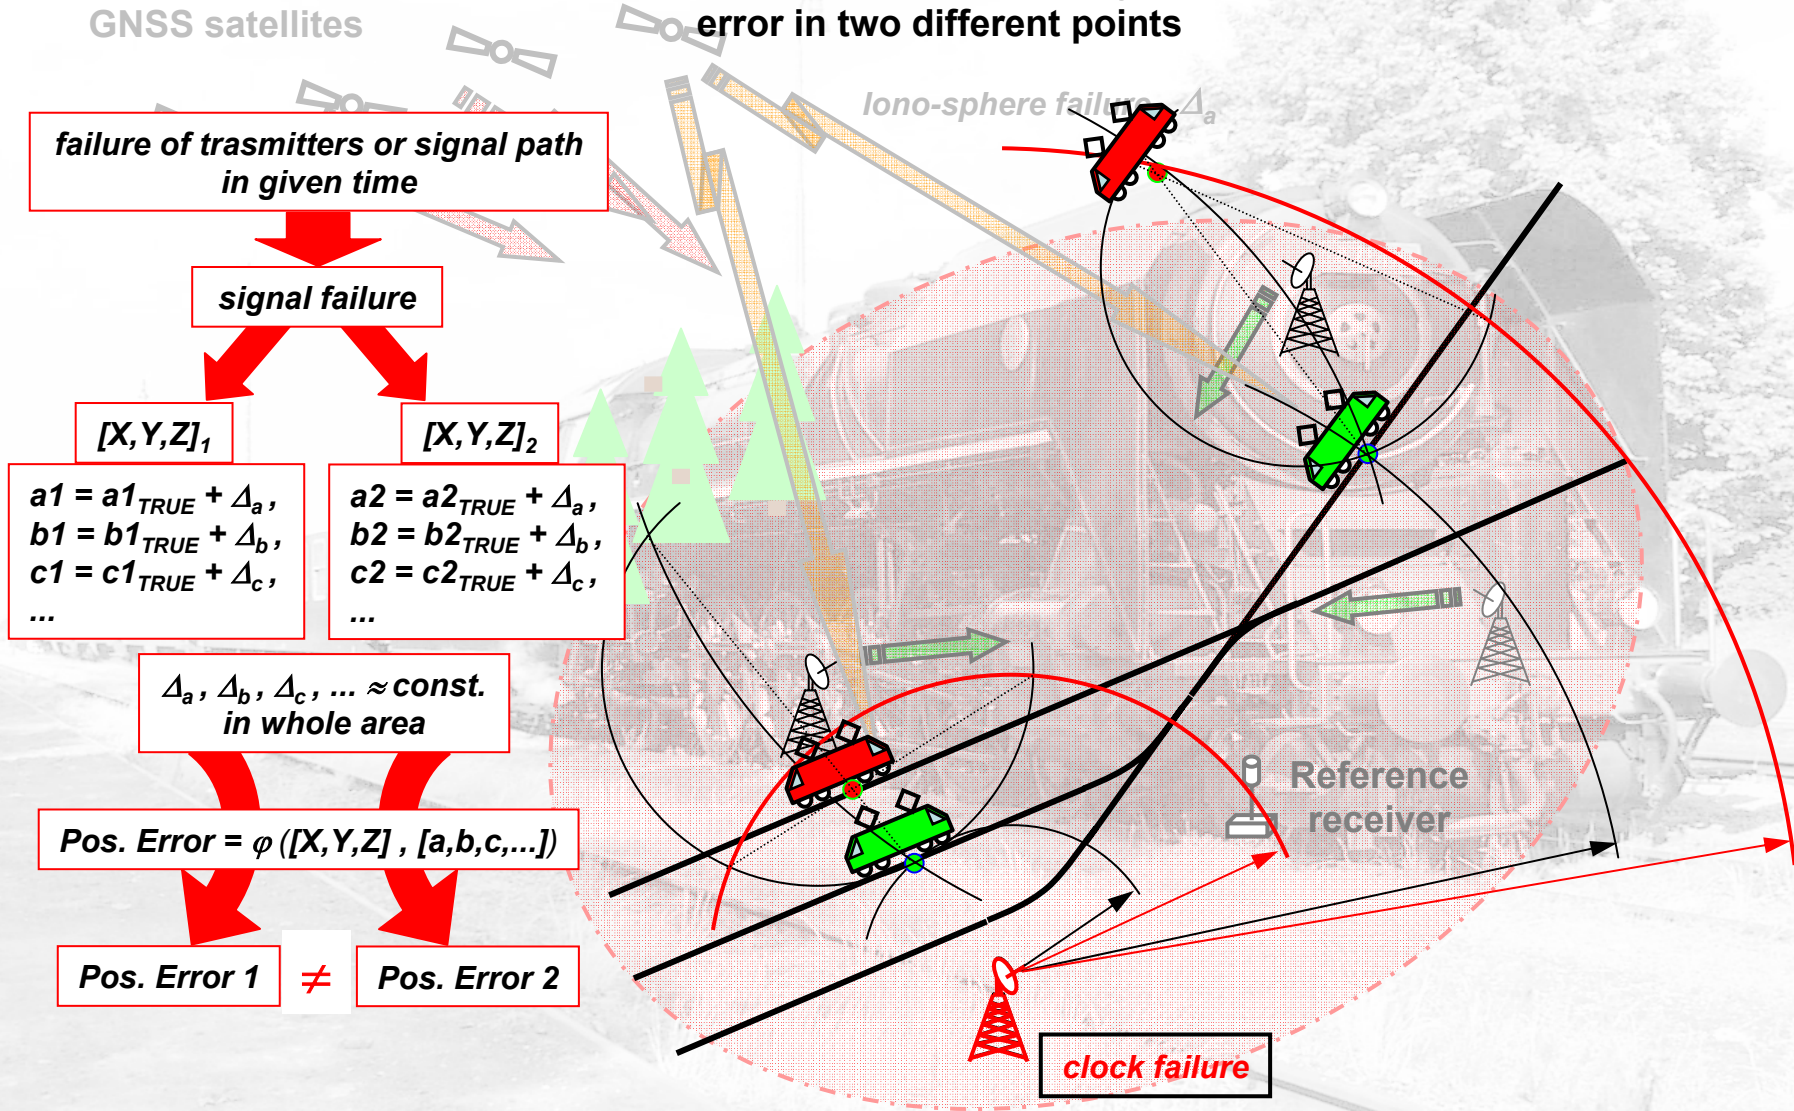 GNSS satellites
error in two different points
Iono-sphere failure Δa
failure of trasmitters or signal path
in given time
signal failure
[X,Y,Z]1
[X,Y,Z]2
a1 = a1TRUE + Δa ,
b1 = b1TRUE + Δb ,
c1 = c1TRUE + Δc ,
...
a2 = a2TRUE + Δa ,
b2 = b2TRUE + Δb ,
c2 = c2TRUE + Δc ,
...
Δa , Δb , Δc , ... ≈ const.
in whole area
Pos. Error = φ ([X,Y,Z] , [a,b,c,...])
Pos. Error 1
≠
Pos. Error 2
Reference
receiver
clock failure